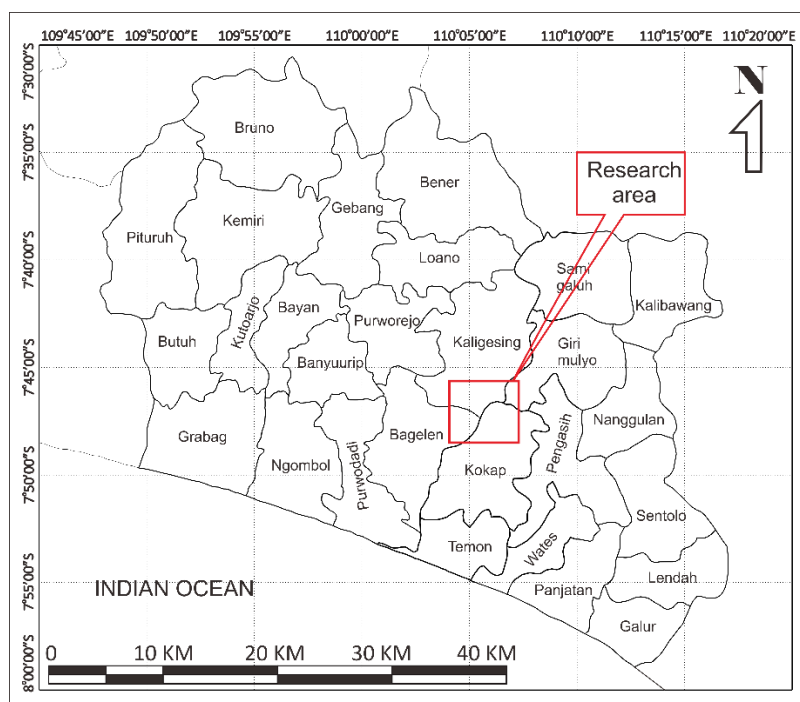 109°45’00”E 109°50’00”E 109°55’00”E 110°00’00”E 110°05’00”E 110°10’00”E 110°15’00”E 110°20’00”E
7°30’00”S
7°35’00”S
7°40’00”S
7°45’00”S
7°50’00”S
7°55’00”S
8°00’00”S
N
Research
area
Bruno
Bener
Gebang
Kemiri
Pituruh
Loano
Sami
galuh
Kalibawang
Kutoarjo
Bayan
Purworejo
Kaligesing
Butuh
Giri
mulyo
Banyuurip
Nanggulan
Grabag
Bagelen
Pengasih
Ngombol
Purwodadi
Kokap
Sentolo
Temon
Wates
Lendah
Panjatan
INDIAN OCEAN
Galur
0 10 KM 20 KM 30 KM 40 KM